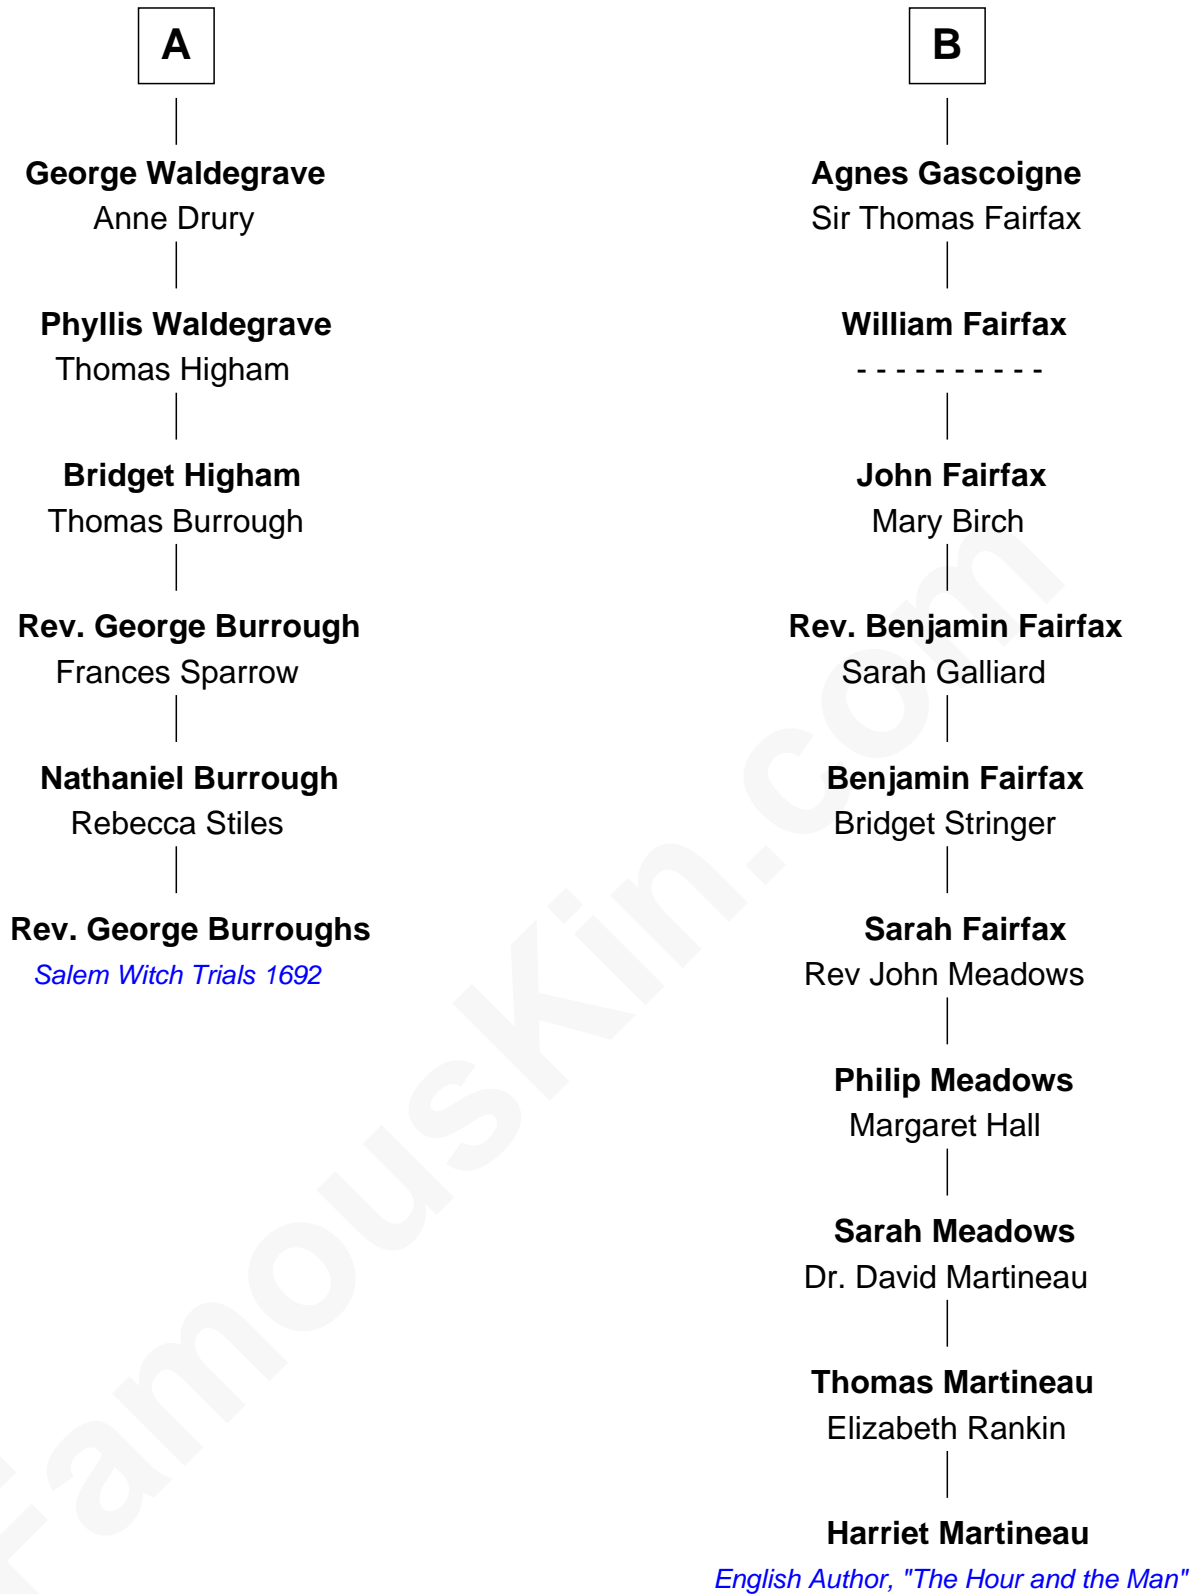 A
George Waldegrave
Anne Drury
Phyllis Waldegrave
Thomas Higham
Bridget Higham
Thomas Burrough
Rev. George Burrough
Frances Sparrow
Nathaniel Burrough
Rebecca Stiles
Rev. George Burroughs
Salem Witch Trials 1692
B
Agnes Gascoigne
Sir Thomas Fairfax
William Fairfax
- - - - - - - - - -
John Fairfax
Mary Birch
Rev. Benjamin Fairfax
Sarah Galliard
Benjamin Fairfax
Bridget Stringer
Sarah Fairfax
Rev John Meadows
Philip Meadows
Margaret Hall
Sarah Meadows
Dr. David Martineau
Thomas Martineau
Elizabeth Rankin
Harriet Martineau
English Author, "The Hour and the Man"
FamousKin.com